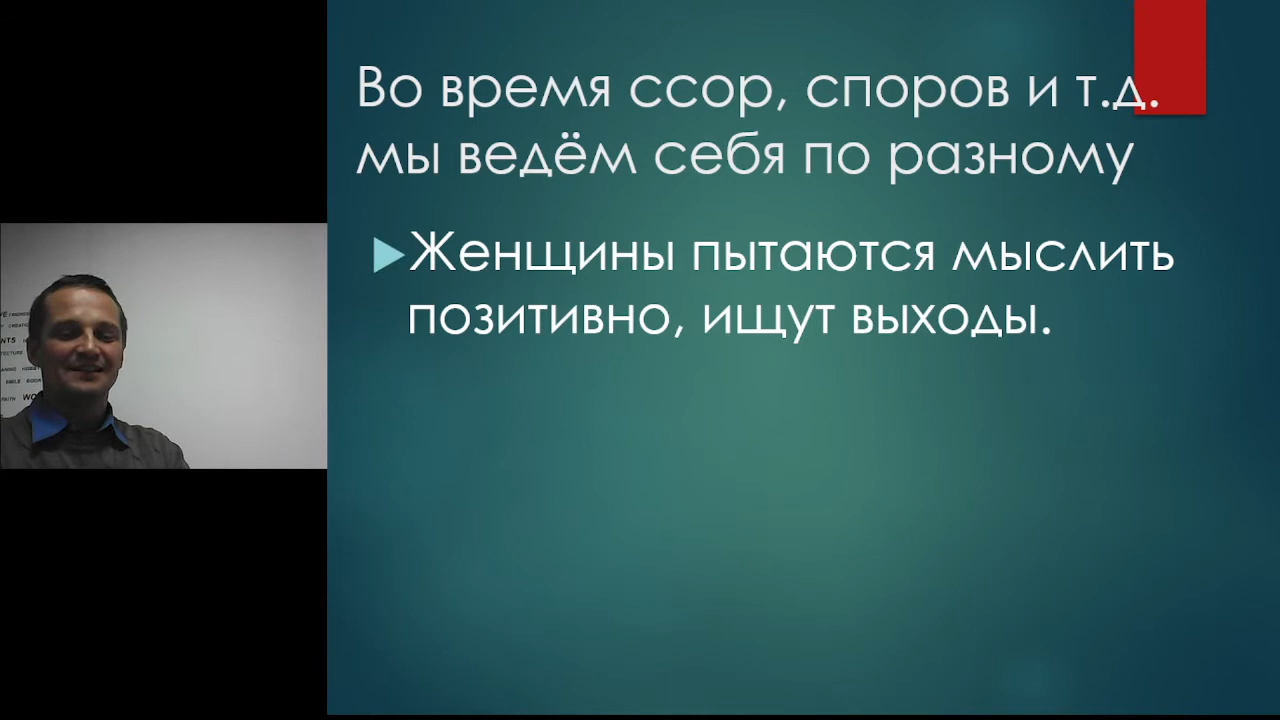 Во время ссор, споров и т.д.
мы ведём себя по разному
Женщины пытаются мыслить
позитивно, ищут выходы.